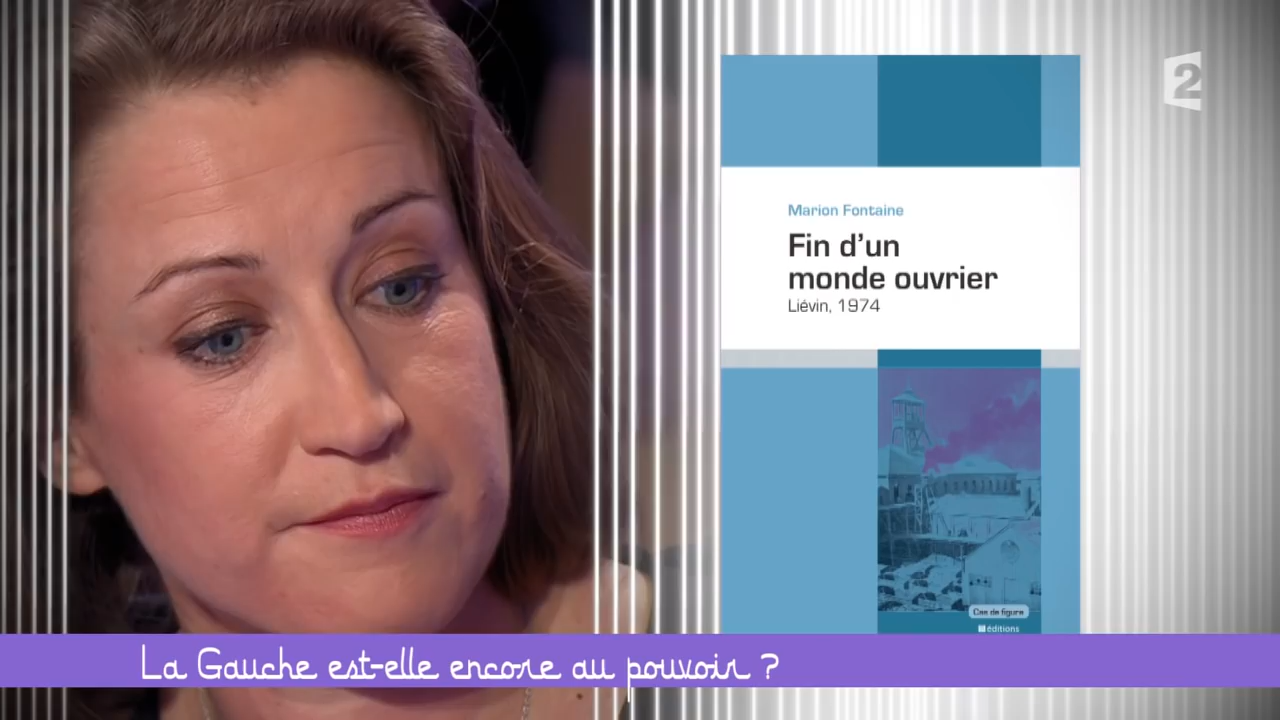 2
Marion Fontaine
Fin d'un
monde ouvrier
Liévin, 1974
Cas de figure
éditions
La Gauche est-elle encore au pouvoir ?